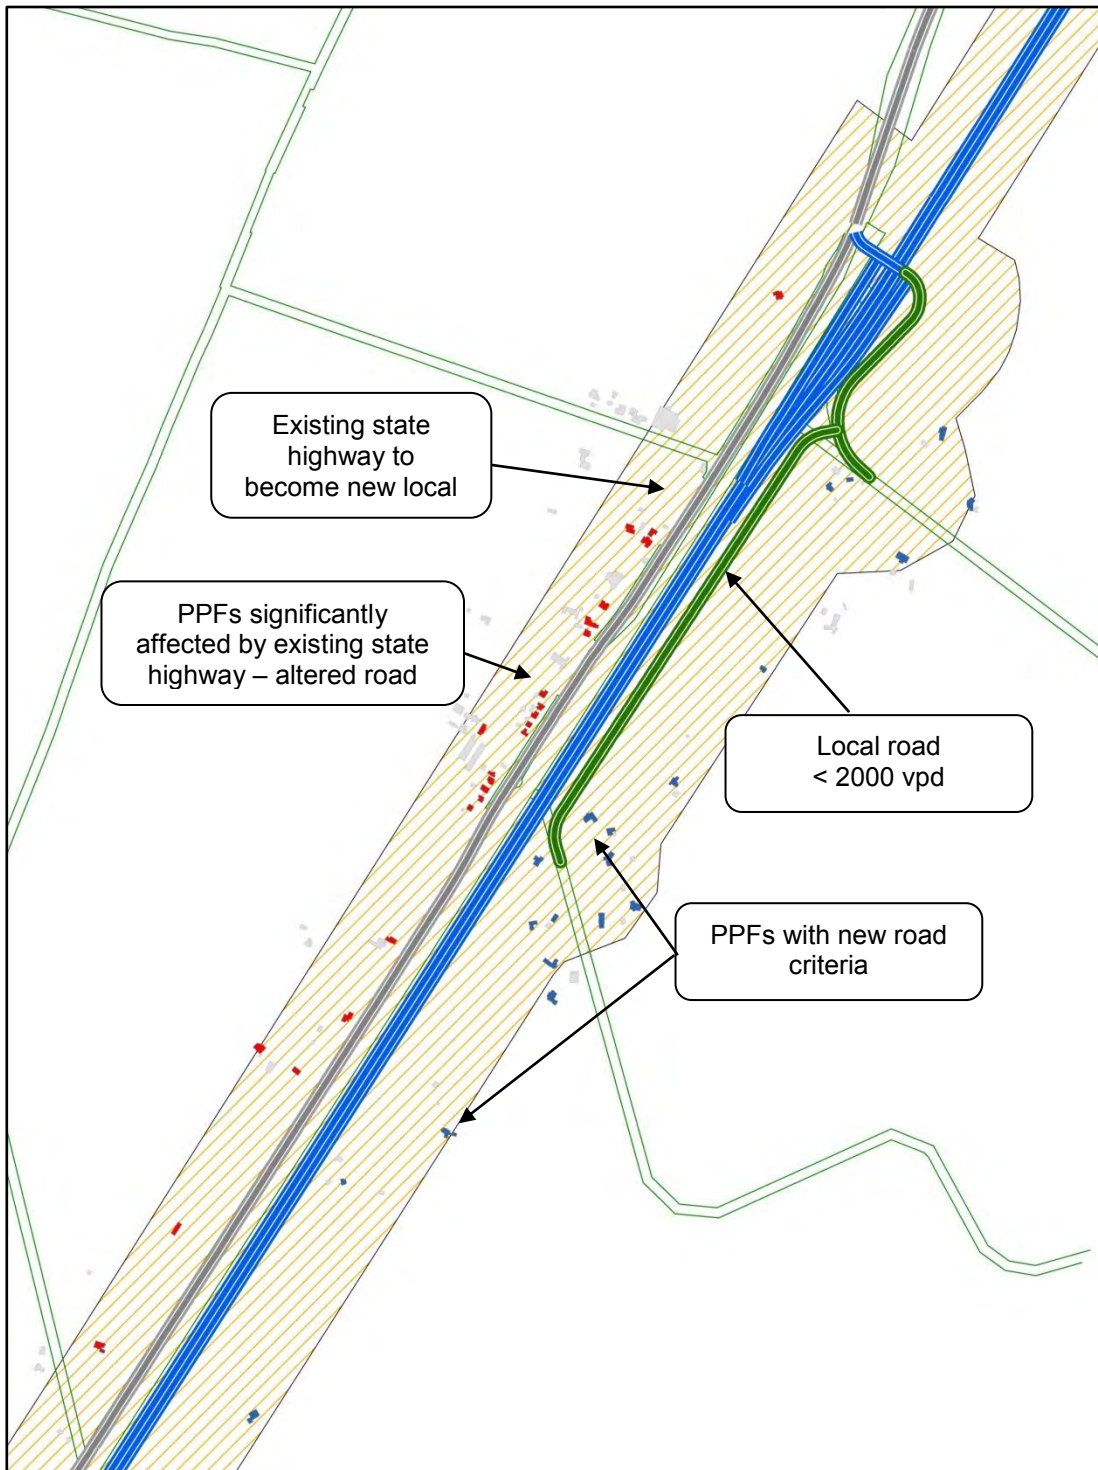 Existing state
highway to
become new local
PPFs significantly
affected by existing state
highway – altered road
Local road
< 2000 vpd
PPFs with new road
criteria